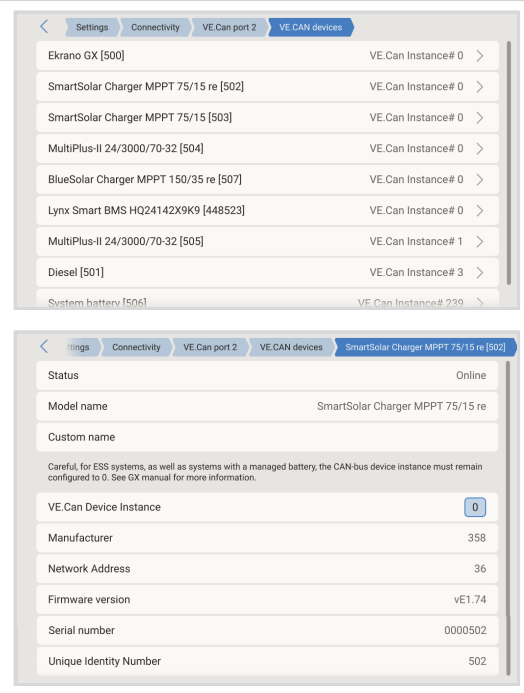 Settings Connectivity VE.Can port 2 VE.CAN devices
Ekrano GX [500] VE.Can Instance# 0
SmartSolar Charger MPPT 75/15 re [502] VE.Can Instance# 0
SmartSolar Charger MPPT 75/15 [503] VE.Can Instance# 0
MultiPlus-II 24/3000/70-32 [504] VE.Can Instance# 0
BlueSolar Charger MPPT 150/35 re [507] VE.Can Instance# 0
Lynx Smart BMS HQ24142X9K9 [448523] VE.Can Instance# 0
MultiPlus-II 24/3000/70-32 [505] VE.Can Instance# 1
Diesel [501] VE.Can Instance# 3
System battery [506] VE.Can Instance# 239
ttings Connectivity VE.Can port 2 VE.CAN devices SmartSolar Charger MPPT 75/15 re [502]
Status Online
Model name SmartSolar Charger MPPT 75/15 re
Custom name
Careful, for ESS systems, as well as systems with a managed battery, the CAN-bus device instance must remain
configured to 0. See GX manual for more information.
VE.Can Device Instance 0
Manufacturer 358
Network Address 36
Firmware version vE1.74
Serial number 0000502
Unique Identity Number 502